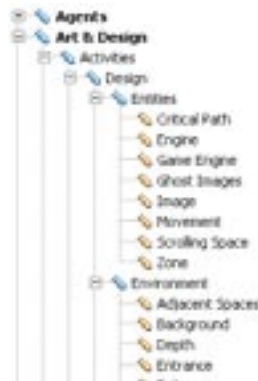 Agents
Art & Design
Activities
Design
Entities
Critical Path
Engine
Game Engine
Ghost Images
Image
Movement
Scrolling Space
Zone
Environment
Adjacent Spaces
Background
Depth
Entrance